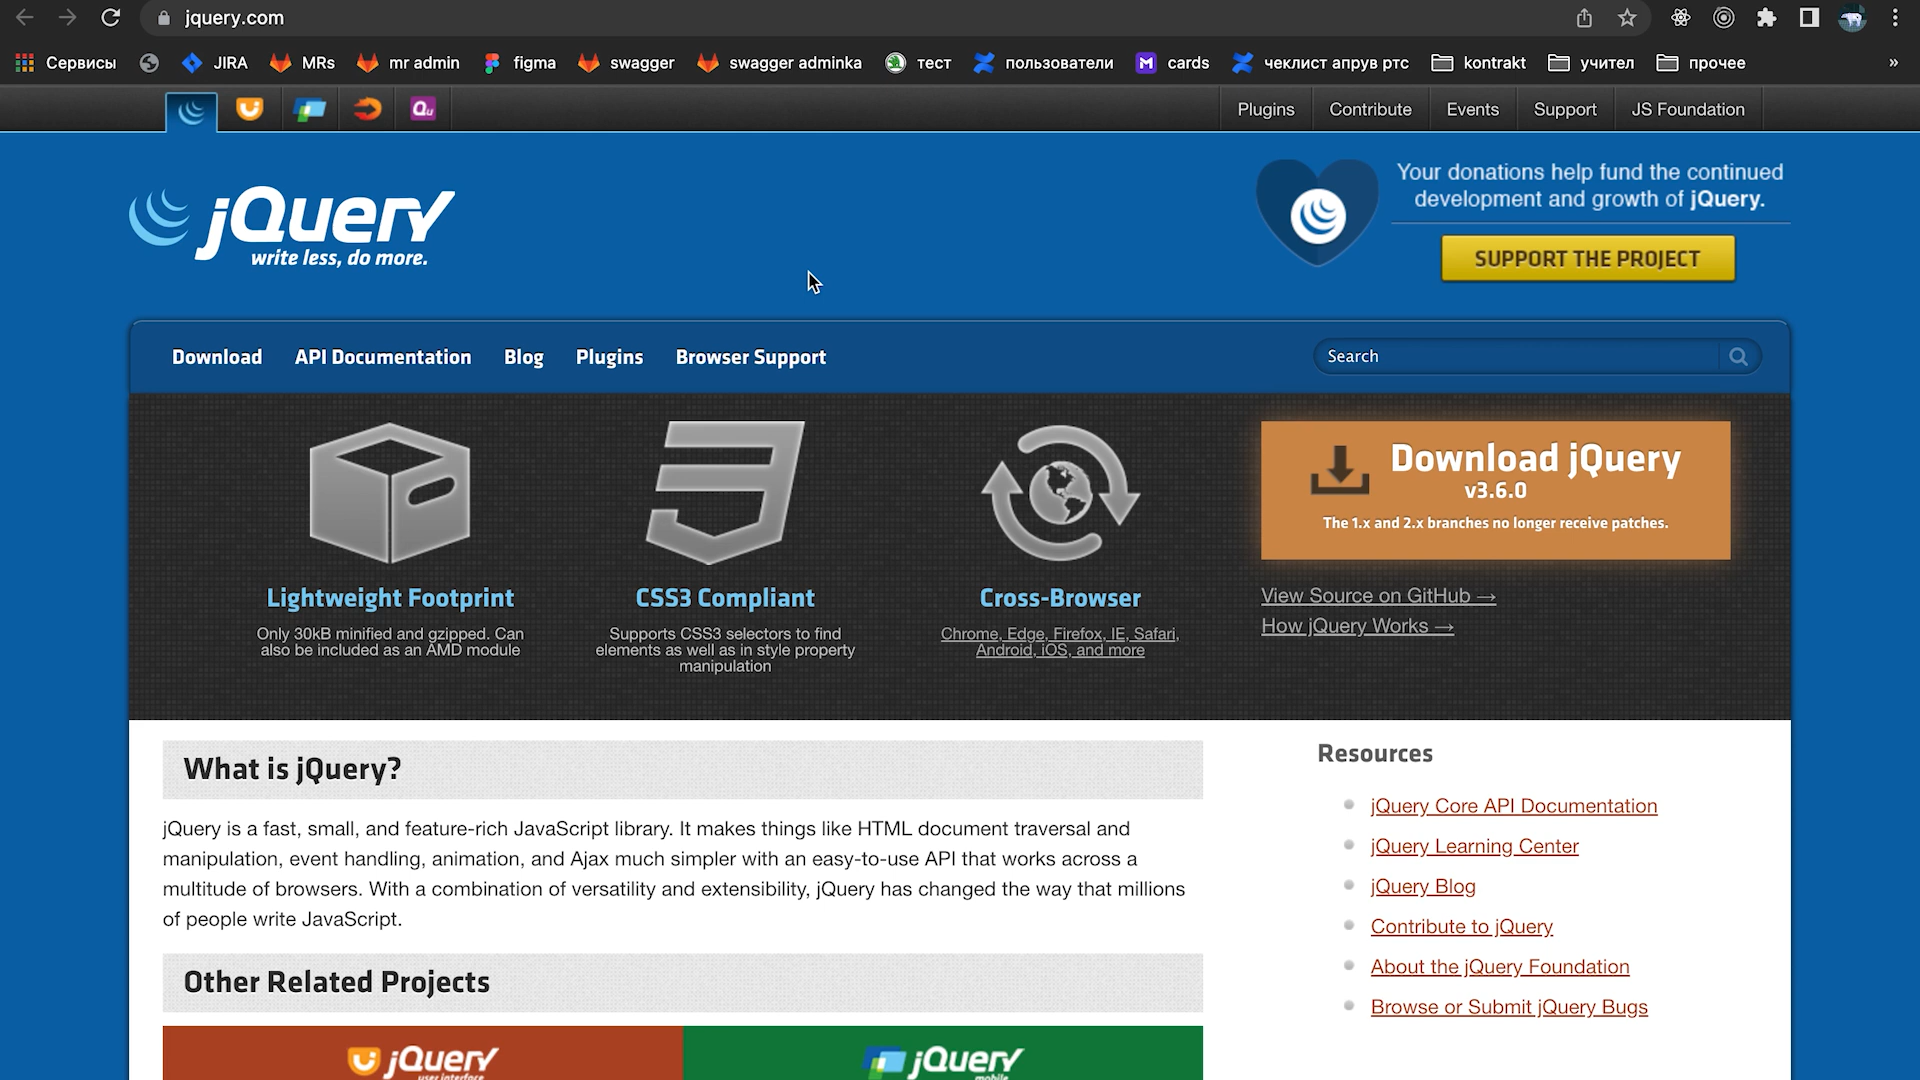 jquery.com
Сервисы JIRA MRs mr admin figma swagger swagger adminka тест пользователи cards чеклист апрув ртс kontrakt учител прочее »
Plugins Contribute Events Support JS Foundation
Your donations help fund the continued
development and growth of jQuery.
SUPPORT THE PROJECT
jQuery
write less, do more.
Download API Documentation Blog Plugins Browser Support Search
Download jQuery
v3.6.0
The 1.x and 2.x branches no longer receive patches.
Lightweight Footprint
Only 30kB minified and gzipped. Can
also be included as an AMD module
CSS3 Compliant
Supports CSS3 selectors to find
elements as well as in style property
manipulation
Cross-Browser
Chrome, Edge, Firefox, IE, Safari,
Android, iOS, and more
View Source on GitHub →
How jQuery Works →
What is jQuery?
jQuery is a fast, small, and feature-rich JavaScript library. It makes things like HTML document traversal and
manipulation, event handling, animation, and Ajax much simpler with an easy-to-use API that works across a
multitude of browsers. With a combination of versatility and extensibility, jQuery has changed the way that millions
of people write JavaScript.
Other Related Projects
jQuery
user interface
jQuery
mobile
Resources
jQuery Core API Documentation
jQuery Learning Center
jQuery Blog
Contribute to jQuery
About the jQuery Foundation
Browse or Submit jQuery Bugs